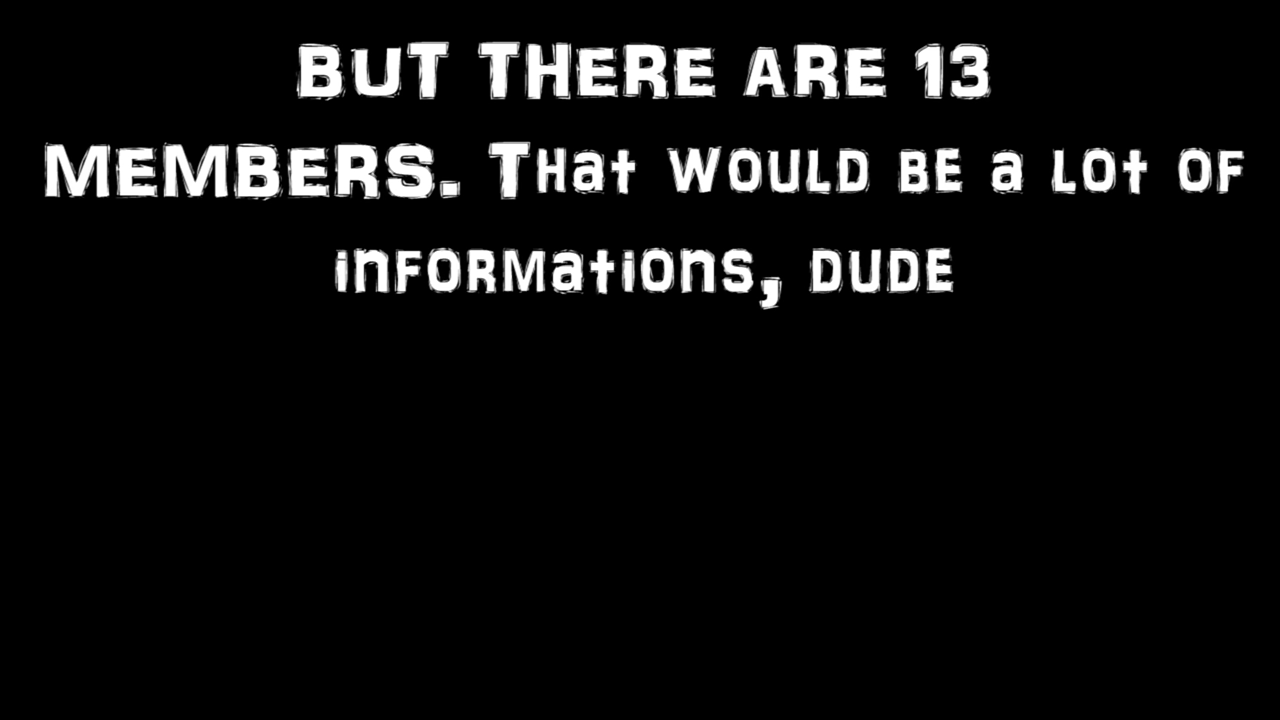 BUT THERE ARE 13
MEMBERS. That would be a lot of
informations, dude